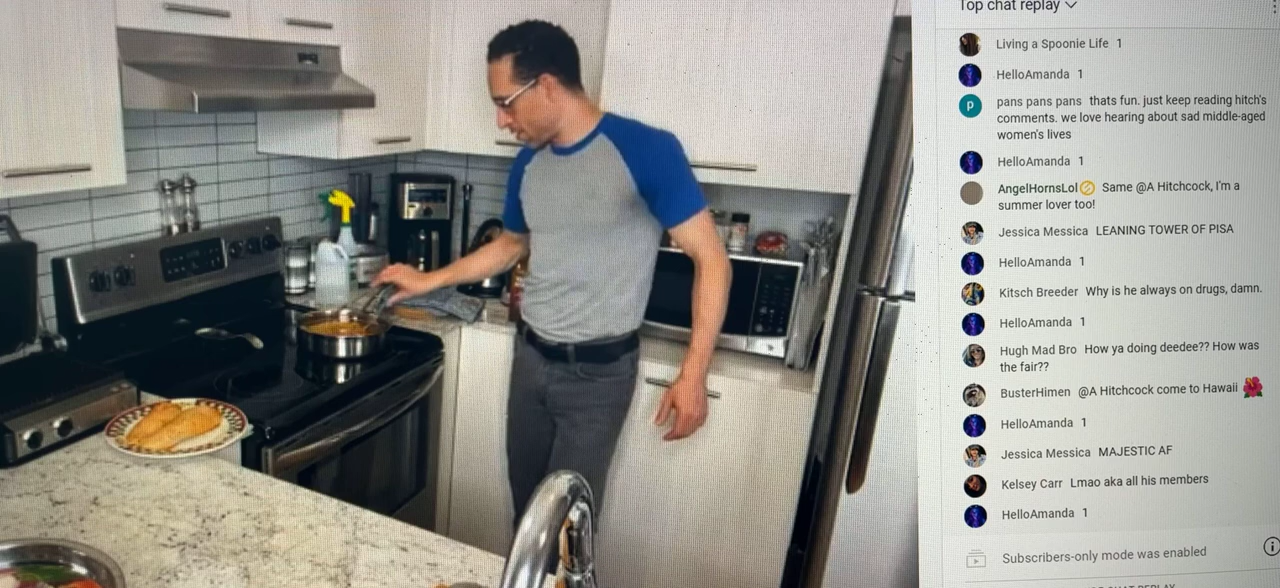 Top chat replay
Living a Spoonie Life 1
HelloAmanda 1
P
pans pans pans thats fun. just keep reading hitch's
comments. we love hearing about sad middle-aged
women's lives
HelloAmanda 1
AngelHornsLol Same @A Hitchcock, I'm a
summer lover too!
Jessica Messica LEANING TOWER OF PISA
HelloAmanda 1
Kitsch Breeder Why is he always on drugs, damn.
HelloAmanda 1
Hugh Mad Bro How ya doing deedee?? How was
the fair??
BusterHimen @A Hitchcock come to Hawaii
HelloAmanda 1
Jessica Messica MAJESTIC AF
Kelsey Carr Lmao aka all his members
HelloAmanda 1
Subscribers-only mode was enabled
CHAT REPLAY